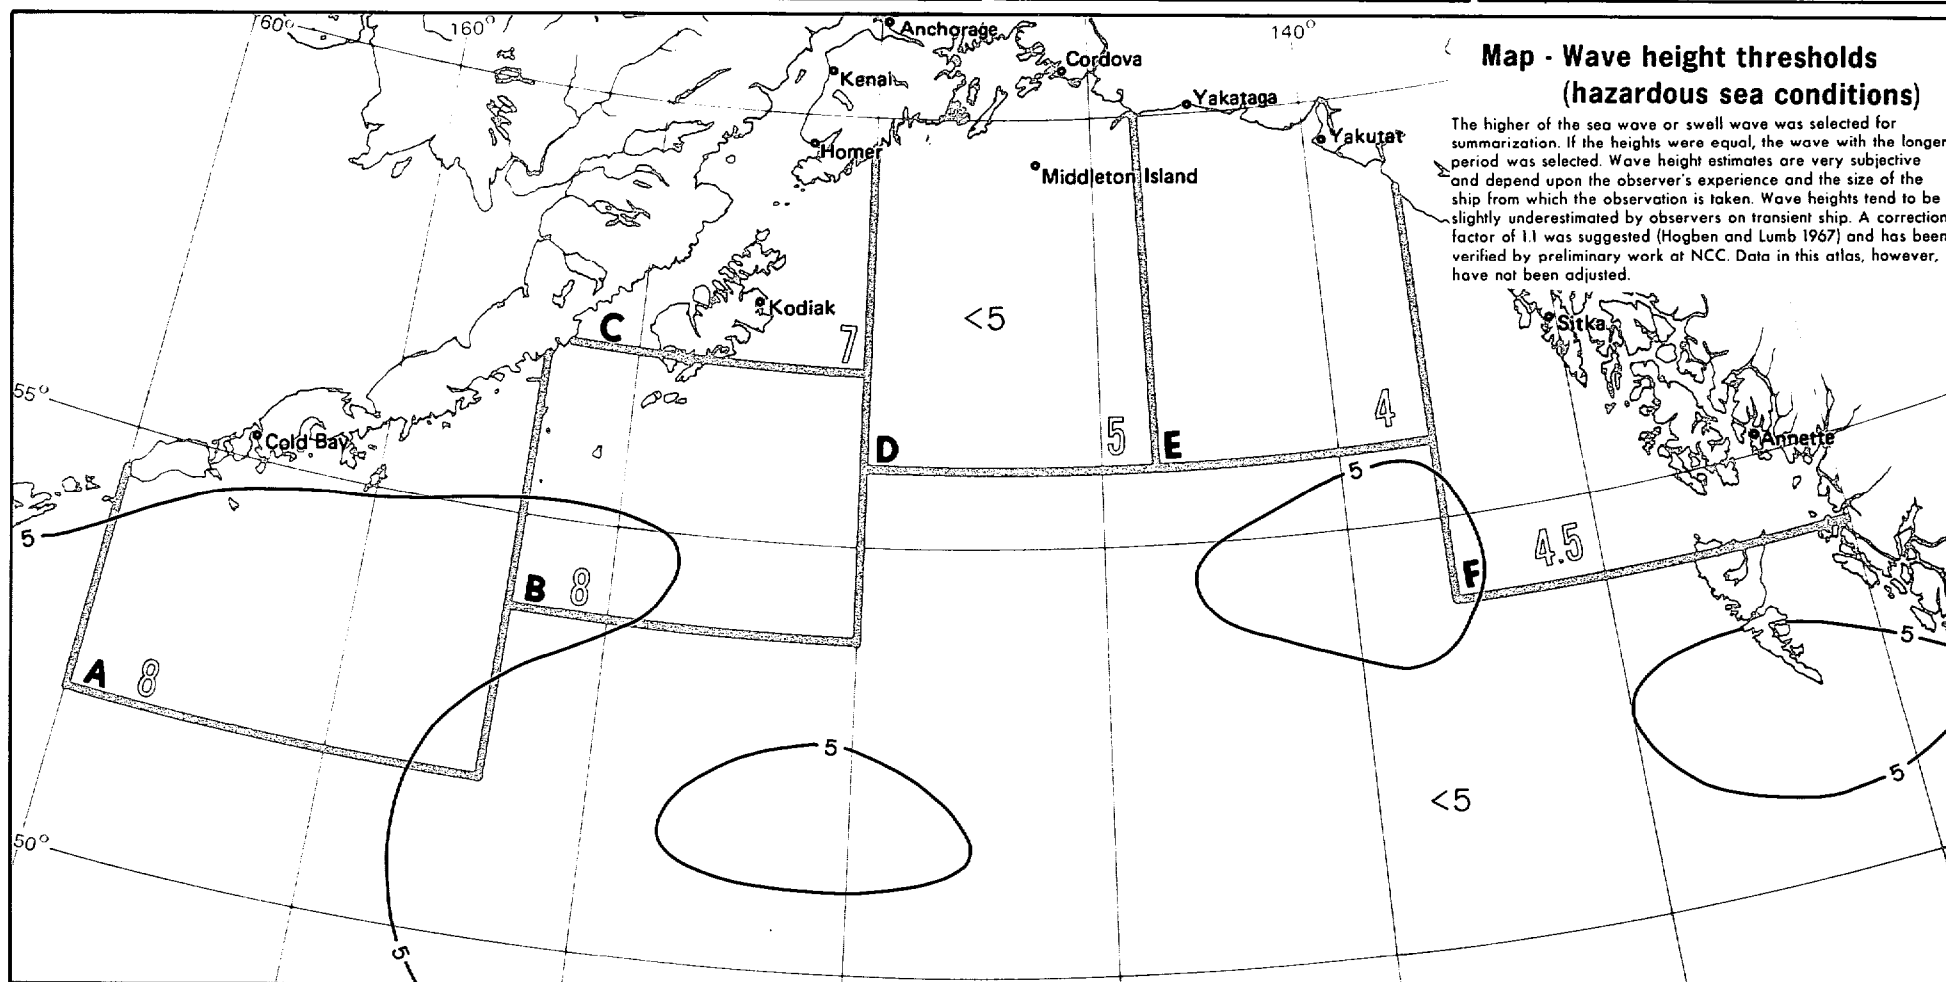 60°
160°
140°
Anchorage
Cordova
Kenai
Yakataga
Yakutat
Homer
Middleton Island
Map - Wave height thresholds
(hazardous sea conditions)
The higher of the sea wave or swell wave was selected for
summarization. If the heights were equal, the wave with the longer
period was selected. Wave height estimates are very subjective
and depend upon the observer's experience and the size of the
ship from which the observation is taken. Wave heights tend to be
slightly underestimated by observers on transient ship. A correction
factor of 1.1 was suggested (Hogben and Lumb 1967) and has been
verified by preliminary work at NCC. Data in this atlas, however,
have not been adjusted.
Kodiak
C
7
<5
Sitka
55°
Cold Bay
4
D
5
E
Annette
5
5
4.5
B
8
F
A
8
5
5
<5
5
50°
5